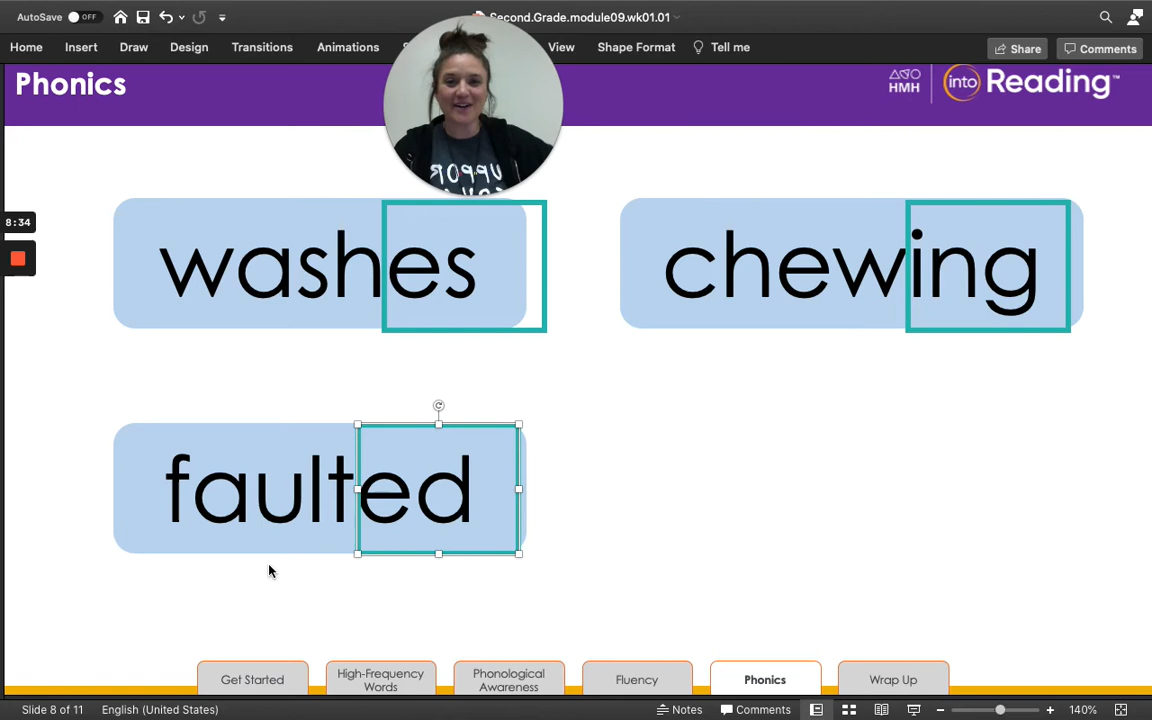 AutoSave OFF Second.Grade.module09.wk01.01
Home Insert Draw Design Transitions Animations View Shape Format Tell me Share Comments
Phonics HMH into Reading™
8:34
washes chewing
faulted
Get Started High-Frequency Words Phonological Awareness Fluency Phonics Wrap Up
Slide 8 of 11 English (United States) Notes Comments 140%